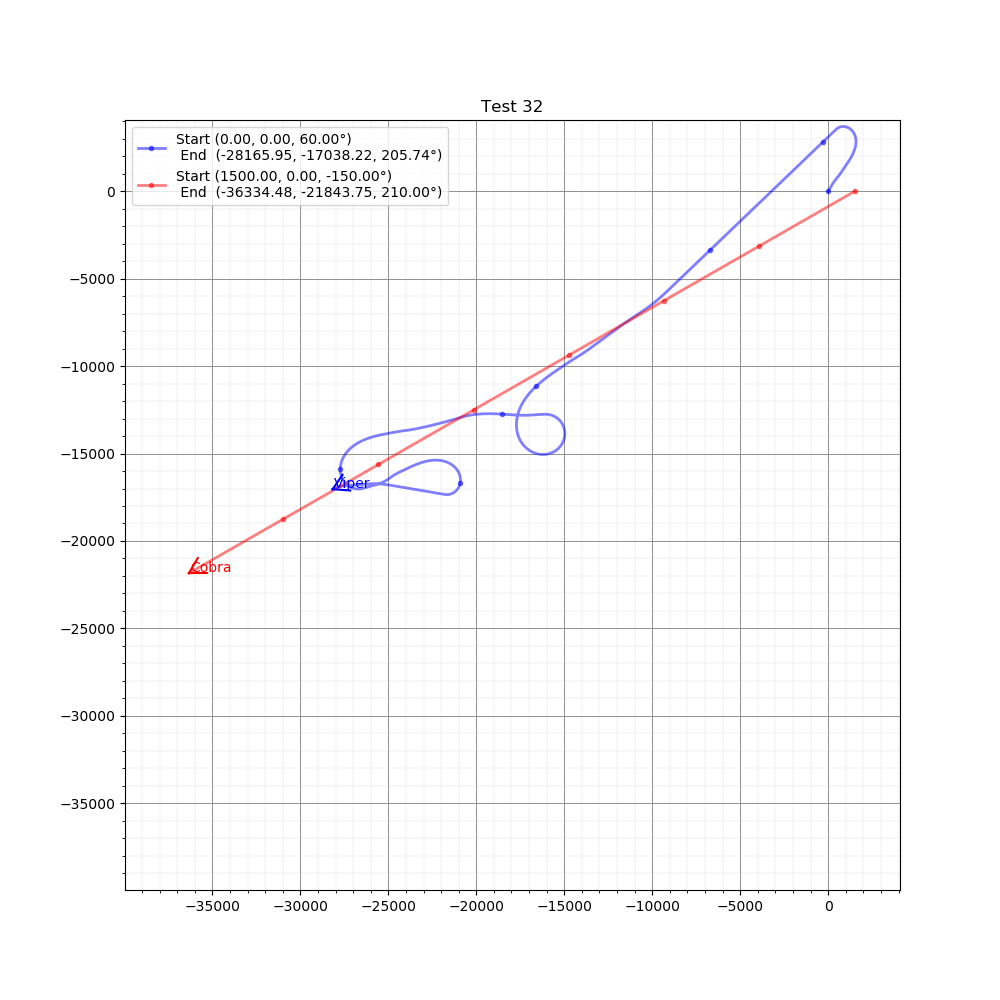 Test 32
Start (0.00, 0.00, 60.00°)
End (-28165.95, -17038.22, 205.74°)
Start (1500.00, 0.00, -150.00°)
End (-36334.48, -21843.75, 210.00°)
0
−5000
−10000
−15000
−20000
−25000
−30000
−35000
Viper
Cobra
−35000 −30000 −25000 −20000 −15000 −10000 −5000 0